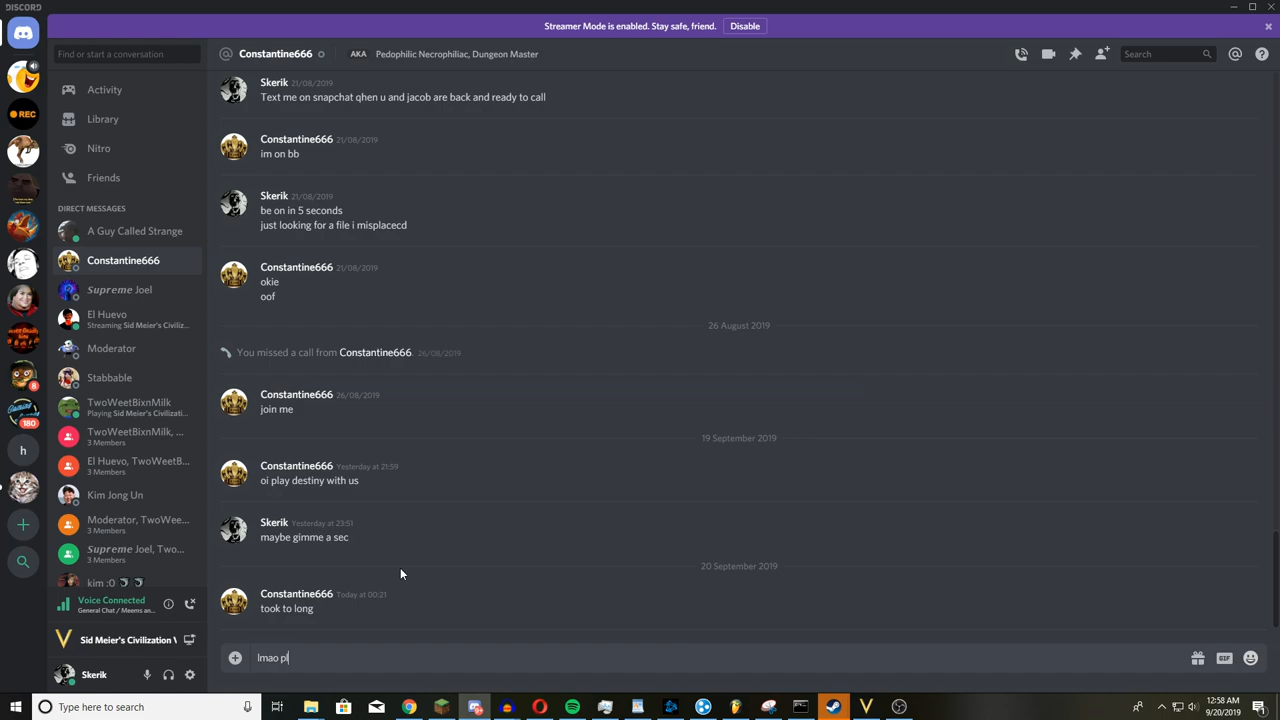 DISCORD
Streamer Mode is enabled. Stay safe, friend. Disable
Find or start a conversation
@ Constantine666 AKA Pedophilic Necrophiliac, Dungeon Master
Search
REC
Activity
Library
Nitro
Friends
DIRECT MESSAGES
A Guy Called Strange
Constantine666
Supreme Joel
El Huevo
Streaming Sid Meier's Civiliz...
Moderator
Stabbable
TwoWeetBixnMilk
Playing Sid Meier's Civilizati...
TwoWeetBixnMilk, ...
3 Members
El Huevo, TwoWeetB...
3 Members
Kim Jong Un
Moderator, TwoWee...
3 Members
Supreme Joel, Two...
3 Members
kim :0
8
180
h
Voice Connected
General Chat / Meems an...
Sid Meier's Civilization V
Skerik
Skerik 21/08/2019
Text me on snapchat qhen u and jacob are back and ready to call
Constantine666 21/08/2019
im on bb
Skerik 21/08/2019
be on in 5 seconds
just looking for a file i misplacecd
Constantine666 21/08/2019
okie
oof
26 August 2019
You missed a call from Constantine666. 26/08/2019
Constantine666 26/08/2019
join me
19 September 2019
Constantine666 Yesterday at 21:59
oi play destiny with us
Skerik Yesterday at 23:51
maybe gimme a sec
20 September 2019
Constantine666 Today at 00:21
took to long
lmao pl
GIF
Type here to search
12:58 AM
9/20/2019